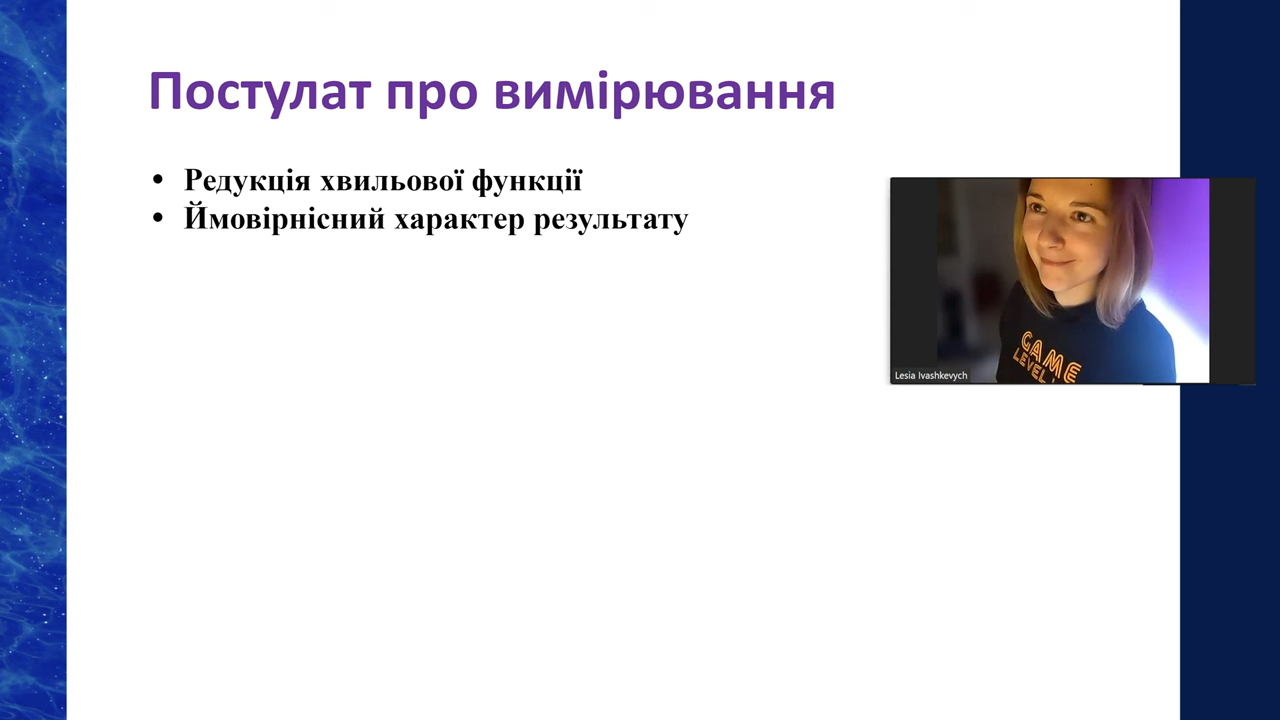 Постулат про вимірювання
• Редукція хвильової функції
• Ймовірнісний характер результату
GAME
LEVEL
Lesia Ivashkevych